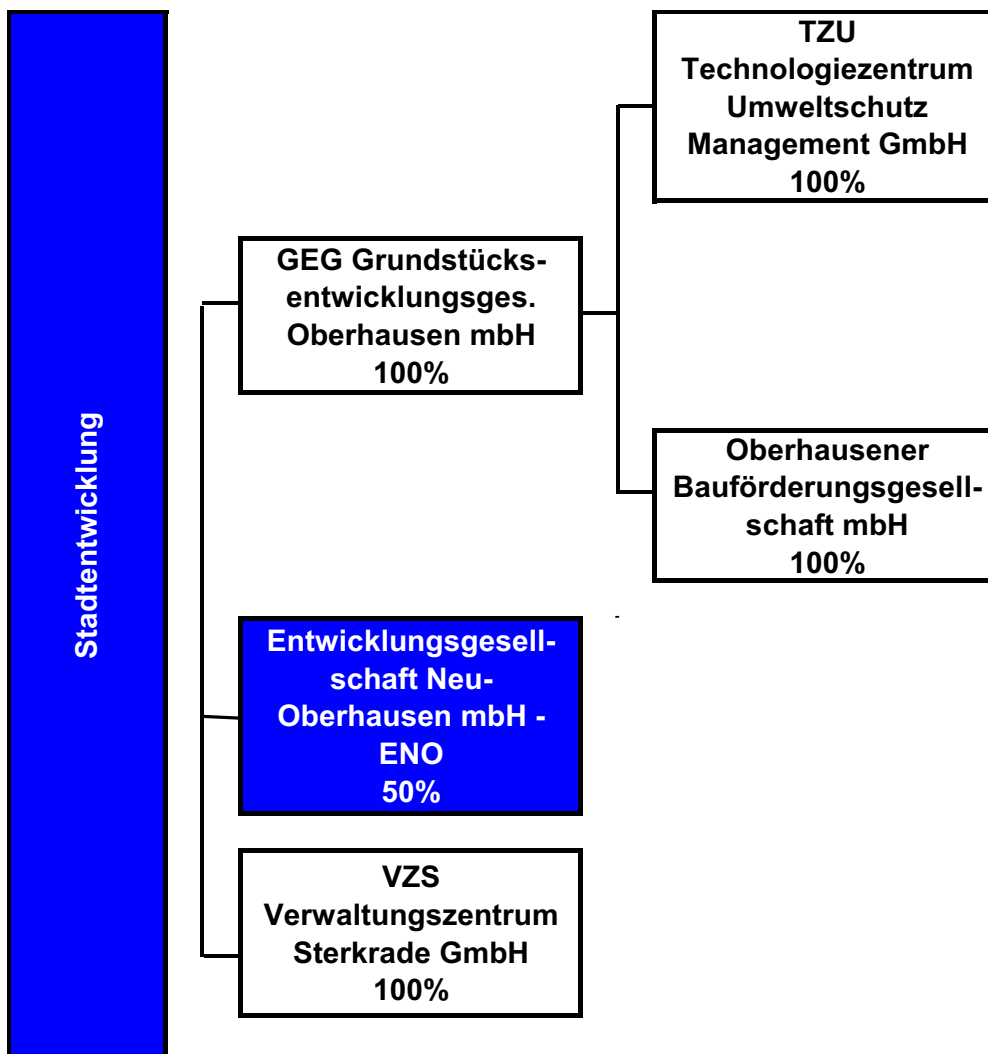 Stadtentwicklung
GEG Grundstücks-
entwicklungsges.
Oberhausen mbH
100%
TZU
Technologiezentrum
Umweltschutz
Management GmbH
100%
Oberhausener
Bauförderungsgesell-
schaft mbH
100%
Entwicklungsgesell-
schaft Neu-
Oberhausen mbH -
ENO
50%
VZS
Verwaltungszentrum
Sterkrade GmbH
100%